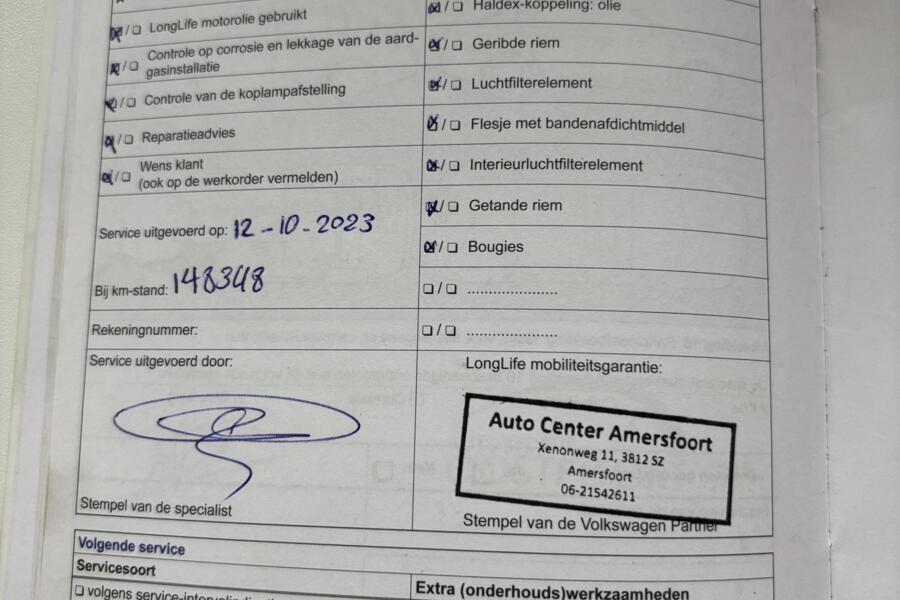 ☒/☐ LongLife motorolie gebruikt
☒/☐ Controle op corrosie en lekkage van de aard-
gasinstallatie
☒/☐ Controle van de koplampafstelling
☒/☐ Reparatieadvies
☒/☐ Wens klant
(ook op de werkorder vermelden)
Service uitgevoerd op: 12-10-2023
Bij km-stand: 148348
Rekeningnummer:
Service uitgevoerd door:
Stempel van de specialist
☒/☐ Haldex-koppeling: olie
☒/☐ Geribde riem
☒/☐ Luchtfilterelement
☒/☐ Flesje met bandenafdichtmiddel
☒/☐ Interieurluchtfilterelement
☒/☐ Getande riem
☒/☐ Bougies
☐/☐ ......................
☐/☐ ......................
LongLife mobiliteitsgarantie:
Auto Center Amersfoort
Xenonweg 11, 3812 SZ
Amersfoort
06-21542611
Stempel van de Volkswagen Partner
Volgende service
Servicesoort
☐ volgens
Extra (onderhouds)werkzaamheden